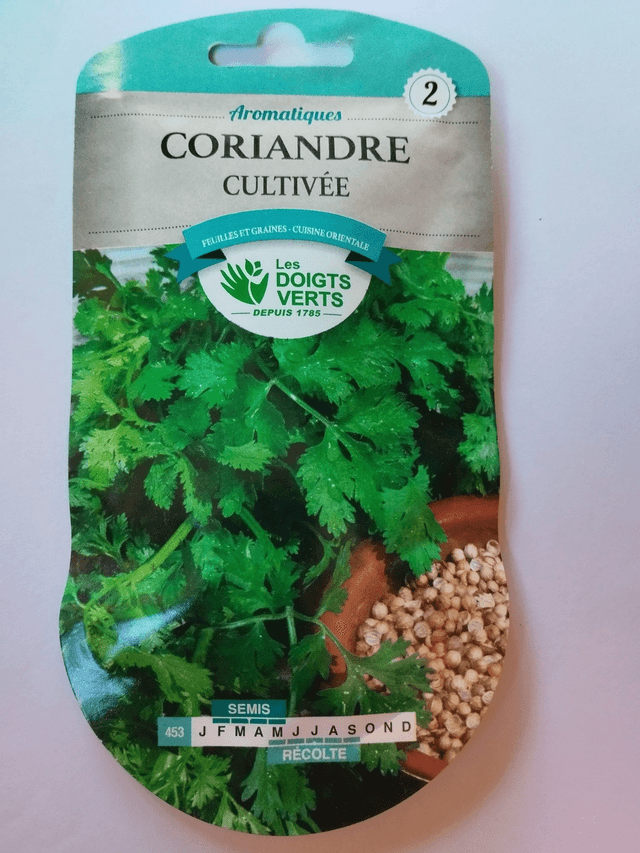 2
Aromatiques
CORIANDRE
CULTIVÉE
FEUILLES ET GRAINES - CUISINE ORIENTALE
Les
DOIGTS
VERTS
DEPUIS 1785
SEMIS
453 J F M A M J J A S O N D
RÉCOLTE